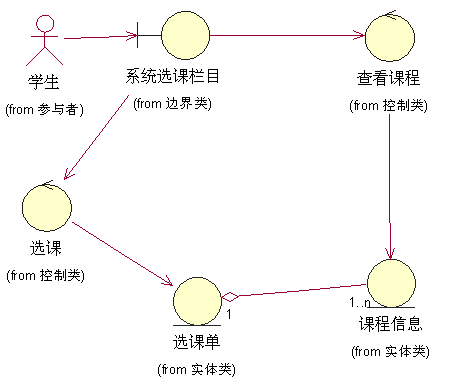 学生
(from 参与者)
系统选课栏目
(from 边界类)
查看课程
(from 控制类)
选课
(from 控制类)
1
1..n
选课单
(from 实体类)
课程信息
(from 实体类)